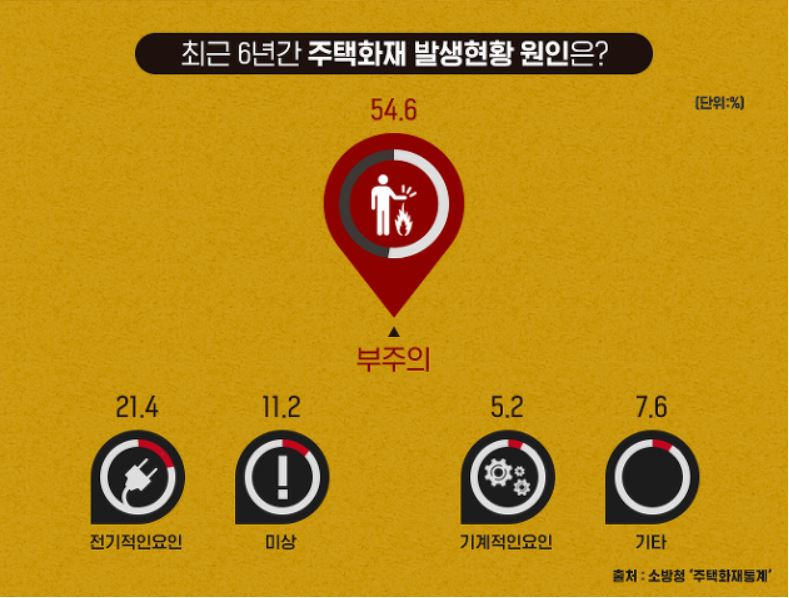 최근 6년간 주택화재 발생현황 원인은?
(단위:%)
54.6
부주의
21.4
전기적인요인
11.2
미상
5.2
기계적인요인
7.6
기타
출처 : 소방청 '주택화재통계'